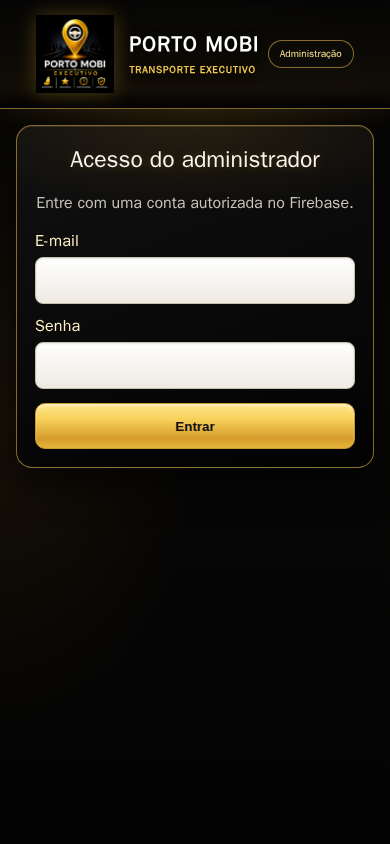 PORTO MOBI
EXECUTIVO
PORTO MOBI
TRANSPORTE EXECUTIVO
Administração
Acesso do administrador
Entre com uma conta autorizada no Firebase.
E-mail
Senha
Entrar